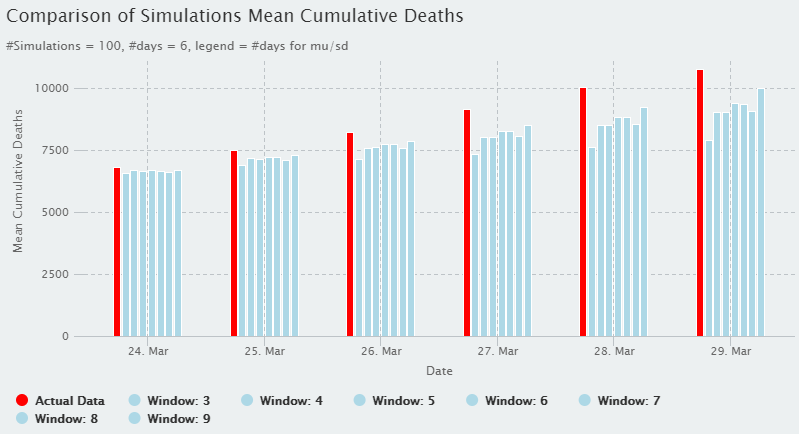 Comparison of Simulations Mean Cumulative Deaths
#Simulations = 100, #days = 6, legend = #days for mu/sd
Mean Cumulative Deaths
10000
7500
5000
2500
0
24. Mar 25. Mar 26. Mar 27. Mar 28. Mar 29. Mar
Date
Actual Data Window: 3 Window: 4 Window: 5 Window: 6 Window: 7
Window: 8 Window: 9